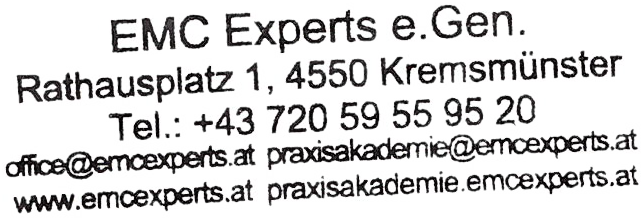 EMC Experts e.Gen.
Rathausplatz 1, 4550 Kremsmünster
Tel.: +43 720 59 55 95 20
office@emcexperts.at praxisakademie@emcexperts.at
www.emcexperts.at praxisakademie.emcexperts.at